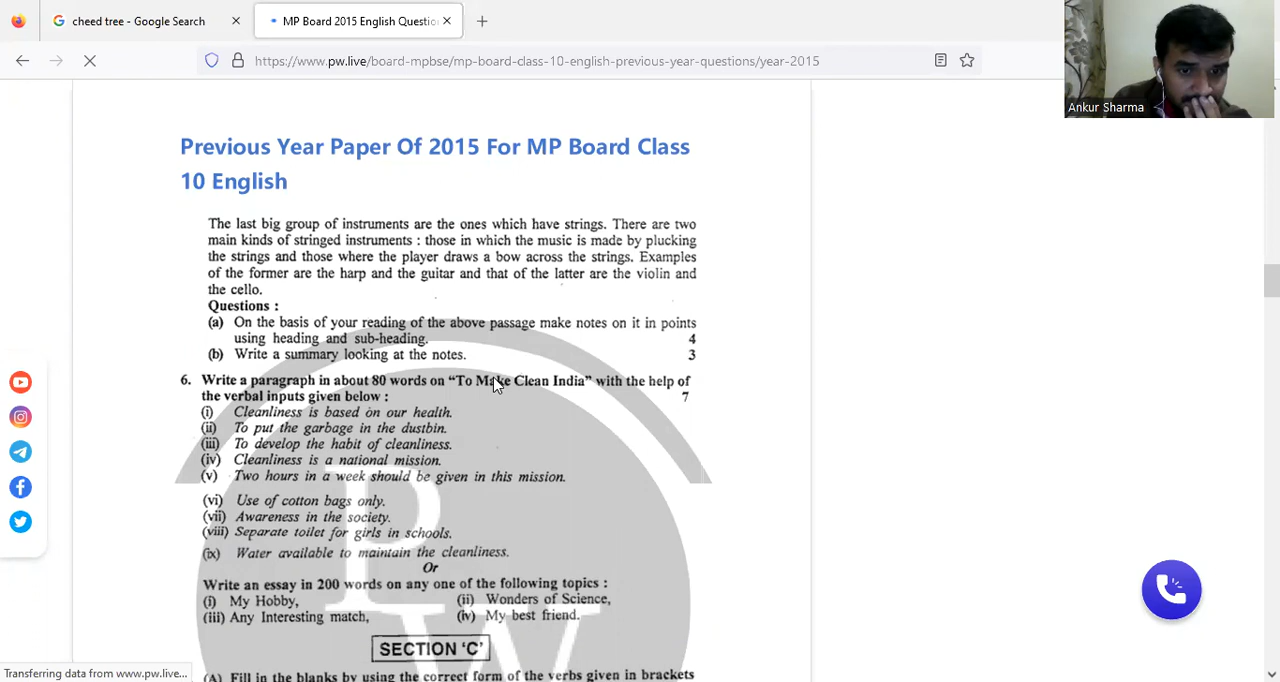 cheed tree - Google Search
MP Board 2015 English Questio
https://www.pw.live/board-mpbse/mp-board-class-10-english-previous-year-questions/year-2015
Ankur Sharma
Previous Year Paper Of 2015 For MP Board Class
10 English
The last big group of instruments are the ones which have strings. There are two
main kinds of stringed instruments : those in which the music is made by plucking
the strings and those where the player draws a bow across the strings. Examples
of the former are the harp and the guitar and that of the latter are the violin and
the cello.
Questions :
(a) On the basis of your reading of the above passage make notes on it in points
using heading and sub-heading. 4
(b) Write a summary looking at the notes. 3
6. Write a paragraph in about 80 words on “To Make Clean India” with the help of
the verbal inputs given below : 7
(i) Cleanliness is based on our health.
(ii) To put the garbage in the dustbin.
(iii) To develop the habit of cleanliness.
(iv) Cleanliness is a national mission.
(v) Two hours in a week should be given in this mission.
(vi) Use of cotton bags only.
(vii) Awareness in the society.
(viii) Separate toilet for girls in schools.
(ix) Water available to maintain the cleanliness.
Or
Write an essay in 200 words on any one of the following topics :
(i) My Hobby, (ii) Wonders of Science,
(iii) Any Interesting match, (iv) My best friend.
SECTION ‘C’
(A) Fill in the blanks by using the correct form of the verbs given in brackets
PW
Transferring data from www.pw.live...